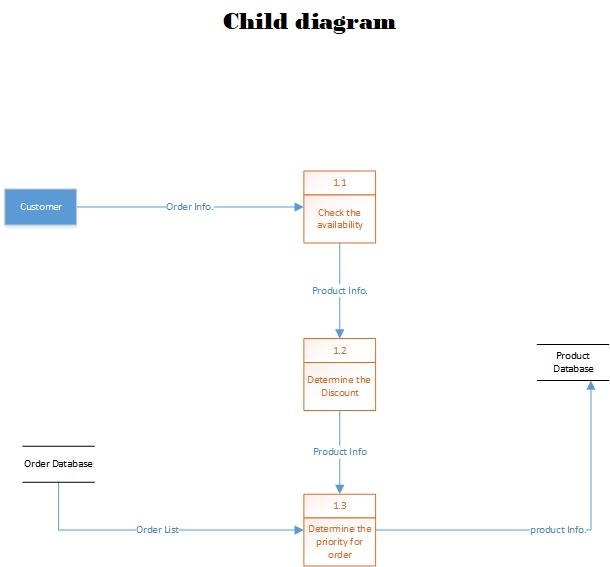 Child diagram
1.1
Customer
Order Info.
Check the
availability
Product Info.
1.2
Product
Database
Determine the
Discount
Product Info
Order Database
1.3
Order List
Determine the
priority for
order
product Info.